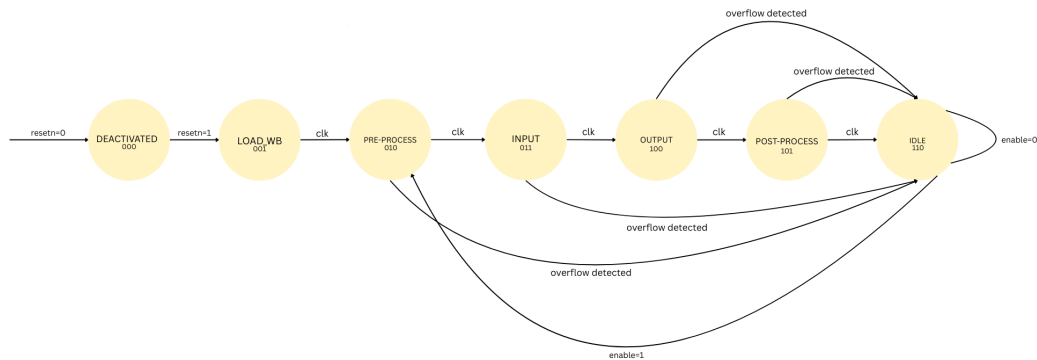 overflow detected
overflow detected
resetn=0
DEACTIVATED
000
resetn=1
LOAD_WB
001
clk
PRE-PROCESS
010
clk
INPUT
011
clk
OUTPUT
100
clk
POST-PROCESS
101
clk
IDLE
110
enable=0
overflow detected
overflow detected
enable=1